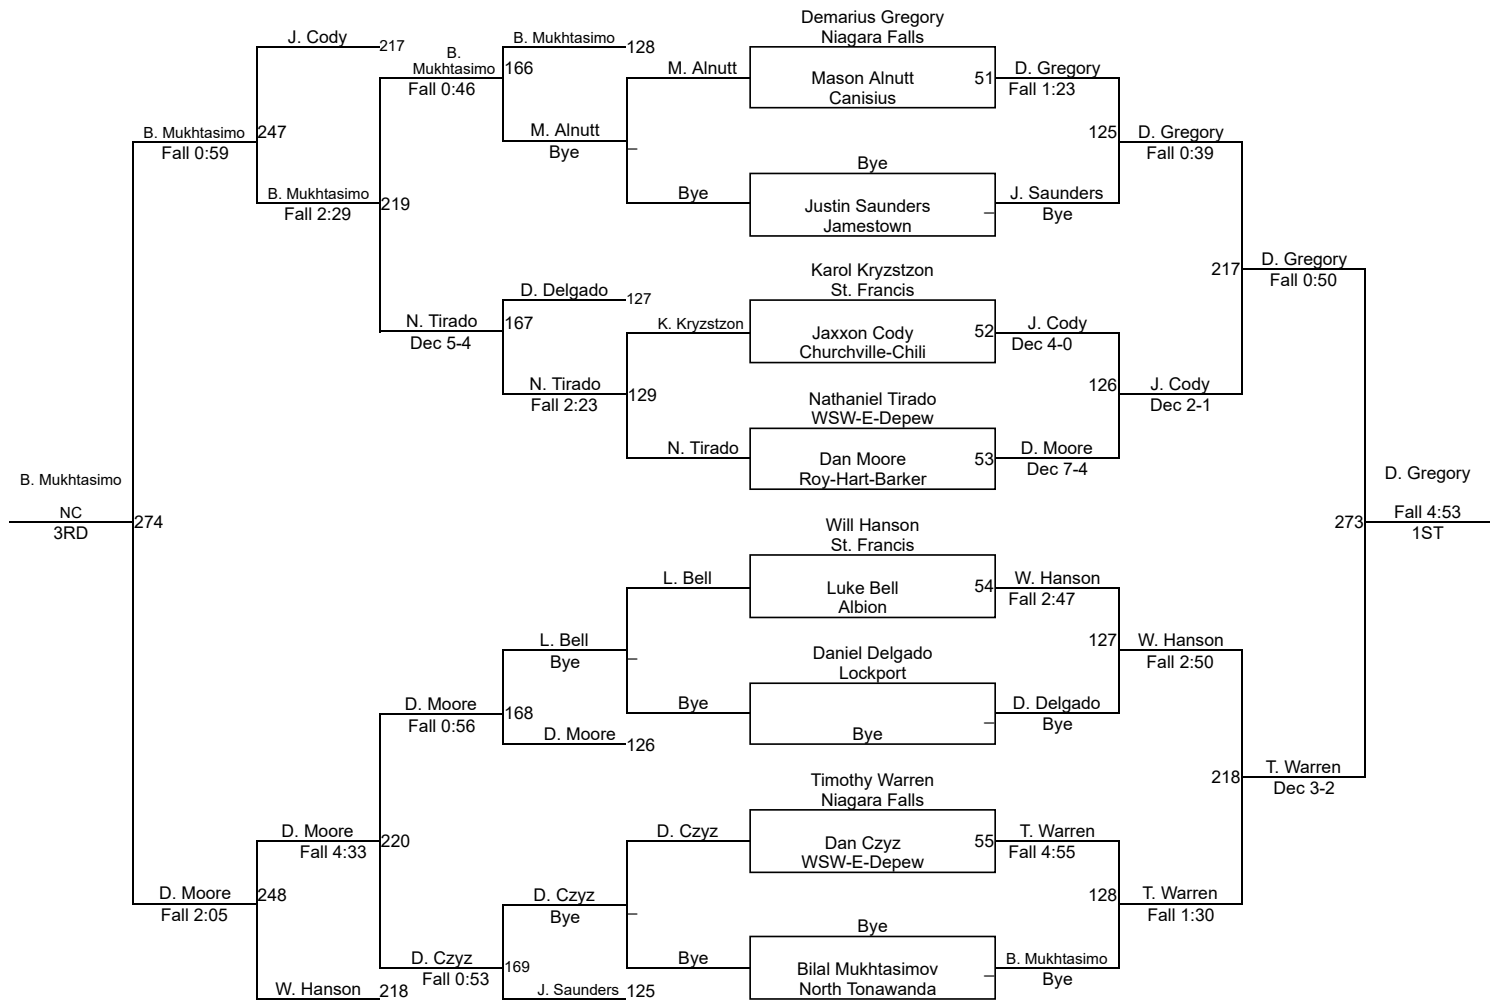 Demarius Gregory
Niagara Falls
J. Cody
217
B.
Mukhtasimo
Fall 0:46
166
B. Mukhtasimo
128
M. Alnutt
Mason Alnutt
Canisius
51
D. Gregory
Fall 1:23
B. Mukhtasimo
Fall 0:59
247
M. Alnutt
Bye
125
D. Gregory
Fall 0:39
Bye
B. Mukhtasimo
Fall 2:29
219
Bye
Justin Saunders
Jamestown
J. Saunders
Bye
Karol Kryzstzon
St. Francis
217
D. Gregory
Fall 0:50
D. Delgado
127
N. Tirado
Dec 5-4
167
K. Kryzstzon
Jaxxon Cody
Churchville-Chili
52
J. Cody
Dec 4-0
N. Tirado
Fall 2:23
129
126
J. Cody
Dec 2-1
Nathaniel Tirado
WSW-E-Depew
N. Tirado
Dan Moore
Roy-Hart-Barker
53
D. Moore
Dec 7-4
B. Mukhtasimo
NC
3RD
274
D. Gregory
Fall 4:53
1ST
273
Will Hanson
St. Francis
L. Bell
Luke Bell
Albion
54
W. Hanson
Fall 2:47
L. Bell
Bye
127
W. Hanson
Fall 2:50
Daniel Delgado
Lockport
D. Moore
Fall 0:56
168
Bye
Bye
D. Delgado
Bye
D. Moore
126
218
T. Warren
Dec 3-2
Timothy Warren
Niagara Falls
D. Moore
Fall 4:33
220
D. Czyz
Dan Czyz
WSW-E-Depew
55
T. Warren
Fall 4:55
D. Moore
Fall 2:05
248
D. Czyz
Bye
128
T. Warren
Fall 1:30
Bye
D. Czyz
Fall 0:53
169
Bye
Bilal Mukhtasimov
North Tonawanda
B. Mukhtasimo
Bye
W. Hanson
218
J. Saunders
125